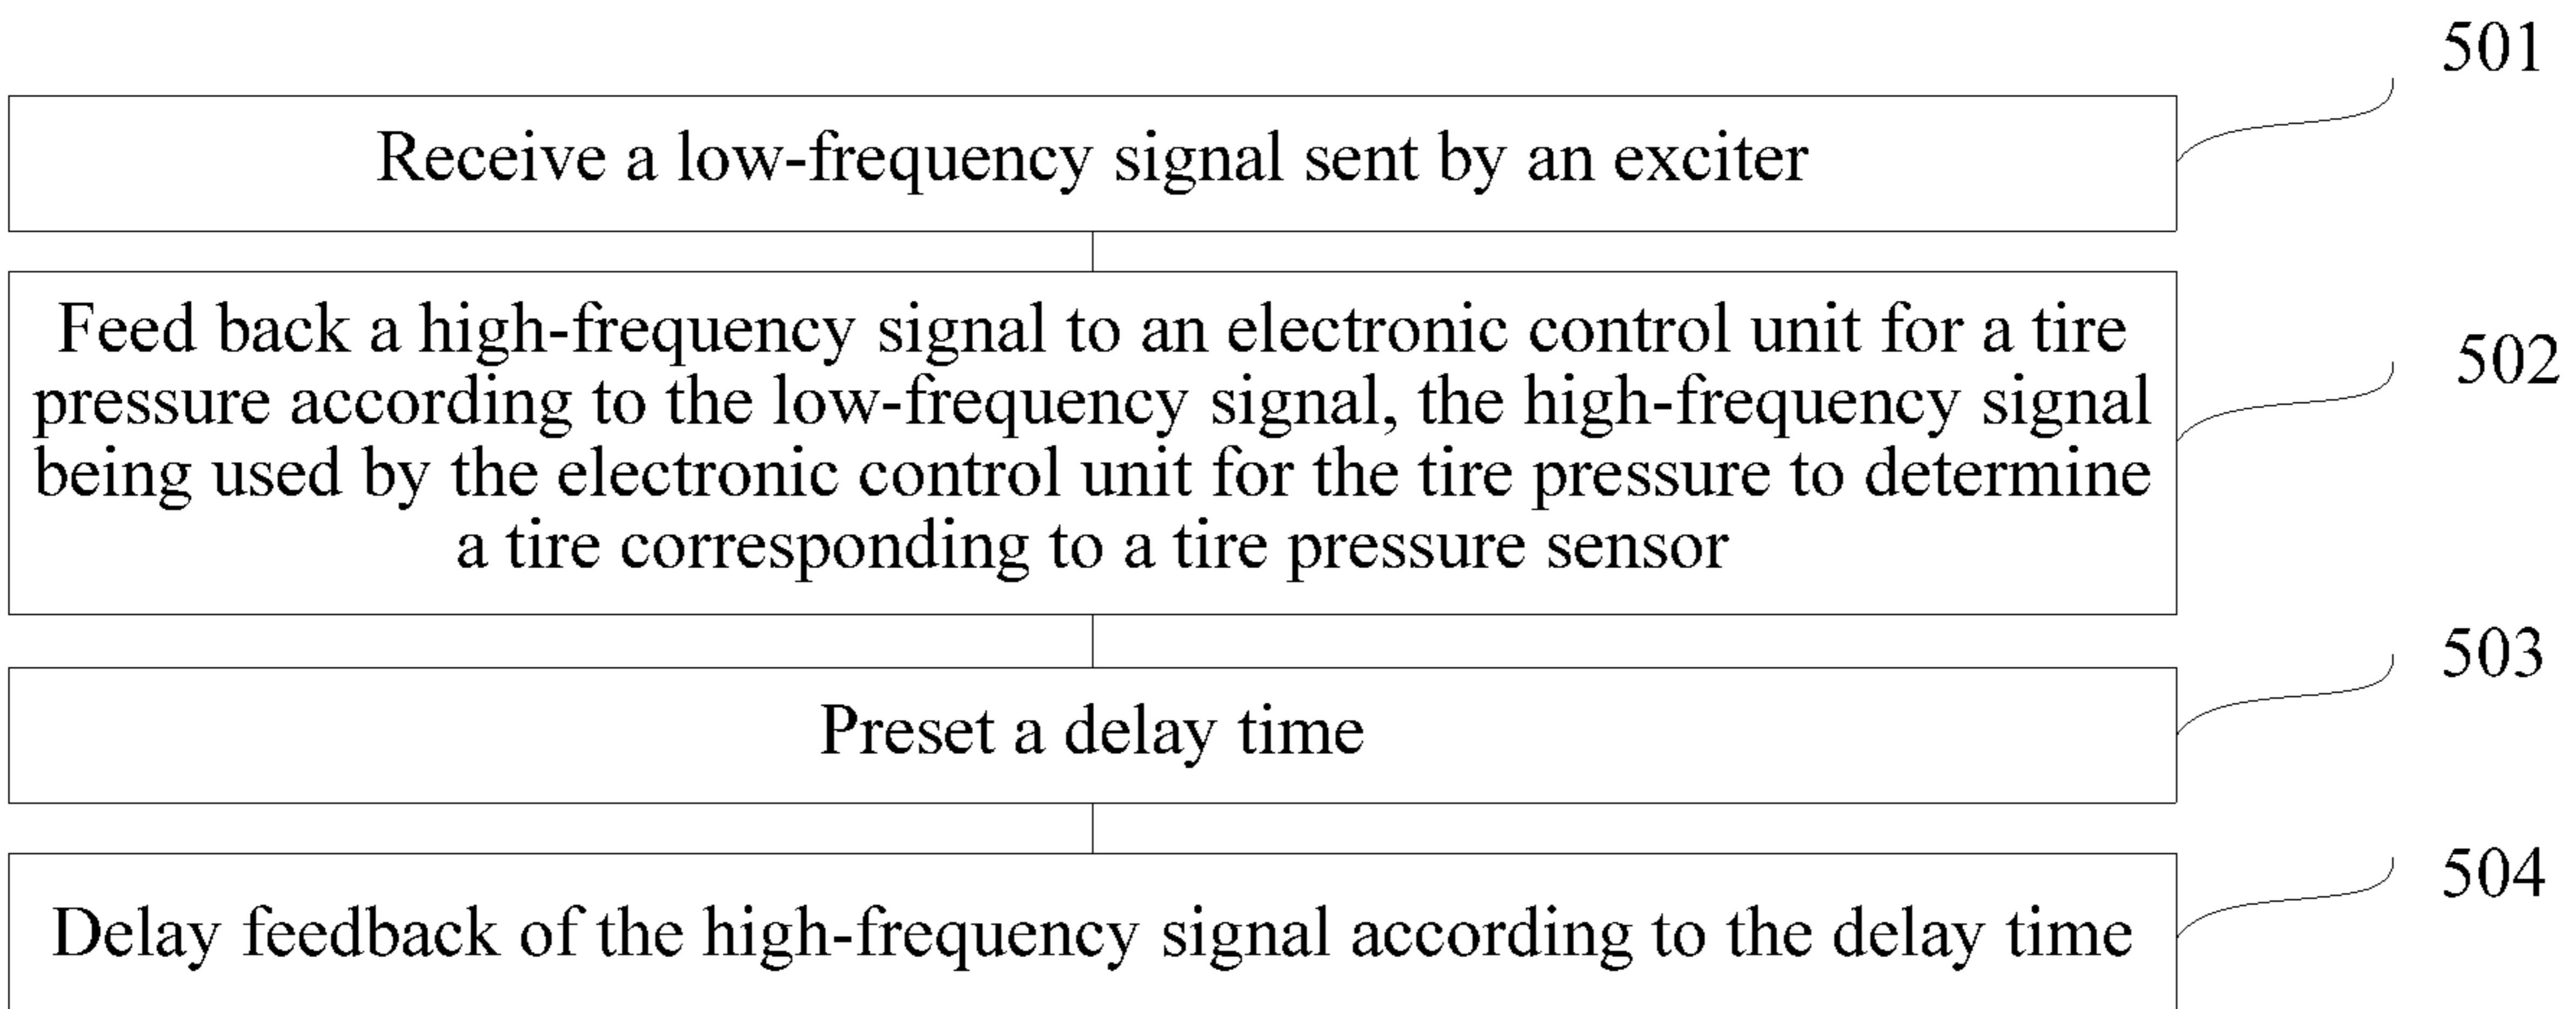 501
Receive a low-frequency signal sent by an exciter
Feed back a high-frequency signal to an electronic control unit for a tire
pressure according to the low-frequency signal, the high-frequency signal
being used by the electronic control unit for the tire pressure to determine
a tire corresponding to a tire pressure sensor
502
503
Preset a delay time
504
Delay feedback of the high-frequency signal according to the delay time